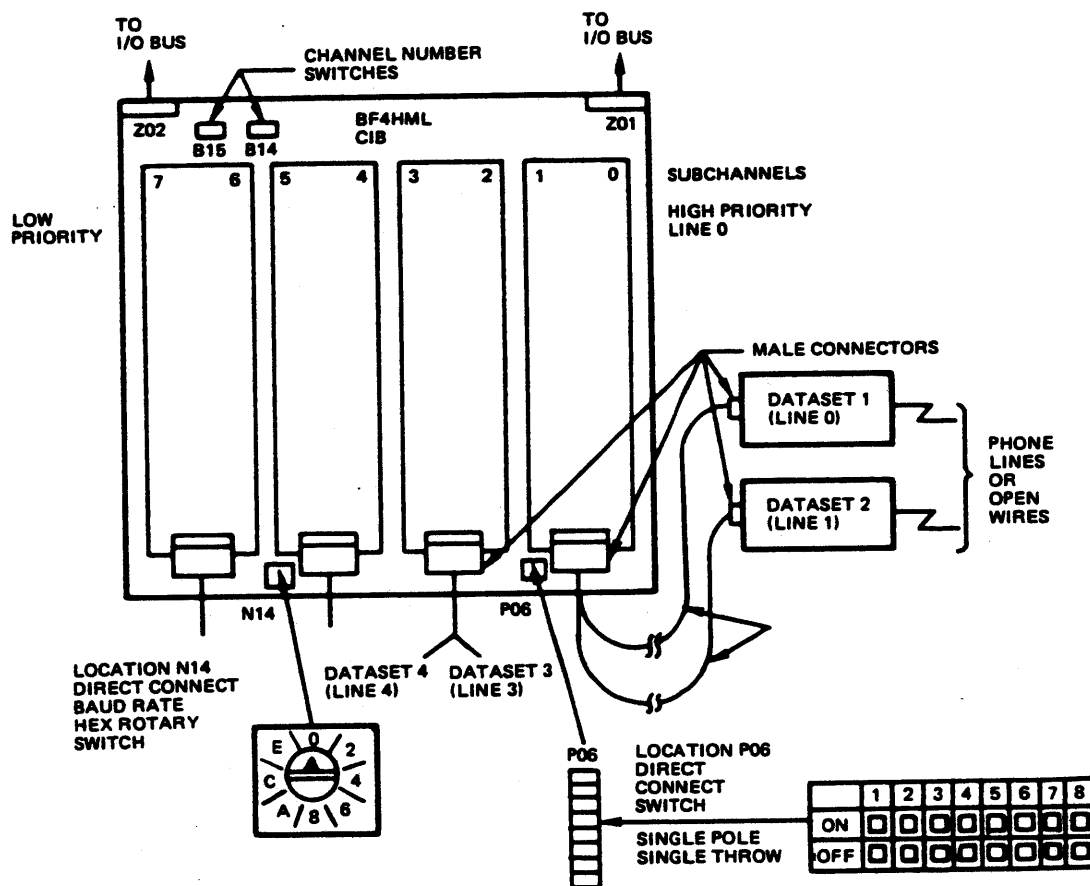 TO
I/O BUS
TO
I/O BUS
CHANNEL NUMBER
SWITCHES
Z02
B15
B14
BF4HML
CIB
Z01
7
6
5
4
3
2
1
0
SUBCHANNELS
LOW
PRIORITY
HIGH PRIORITY
LINE 0
MALE CONNECTORS
DATASET 1
(LINE 0)
DATASET 2
(LINE 1)
PHONE
LINES
OR
OPEN
WIRES
N14
P06
LOCATION N14
DIRECT CONNECT
BAUD RATE
HEX ROTARY
SWITCH
DATASET 4
(LINE 4)
DATASET 3
(LINE 3)
E
0
2
C
4
A
8
6
P06
LOCATION P06
DIRECT
CONNECT
SWITCH
SINGLE POLE
SINGLE THROW
1 2 3 4 5 6 7 8
ON
OFF